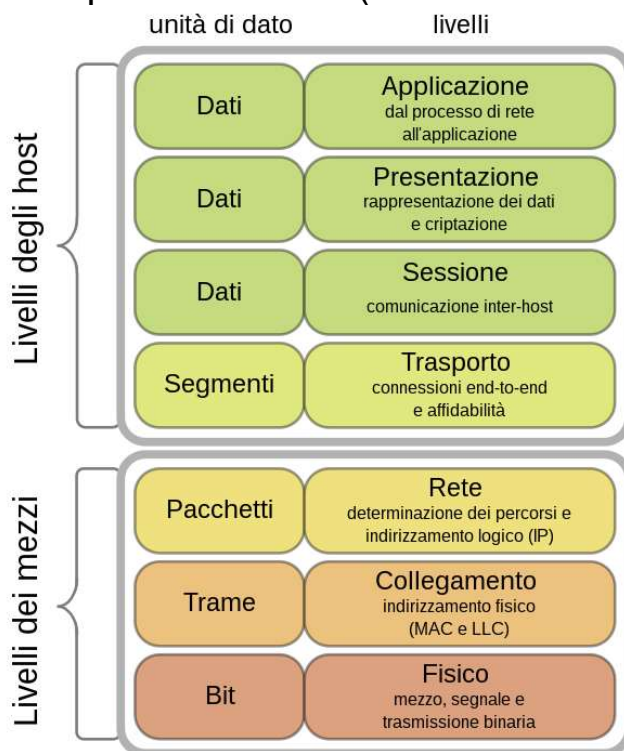 unità di dato livelli
Livelli degli host
Dati
Applicazione
dal processo di rete
all'applicazione
Dati
Presentazione
rappresentazione dei dati
e criptazione
Dati
Sessione
comunicazione inter-host
Segmenti
Trasporto
connessioni end-to-end
e affidabilità
Livelli dei mezzi
Pacchetti
Rete
determinazione dei percorsi e
indirizzamento logico (IP)
Trame
Collegamento
indirizzamento fisico
(MAC e LLC)
Bit
Fisico
mezzo, segnale e
trasmissione binaria